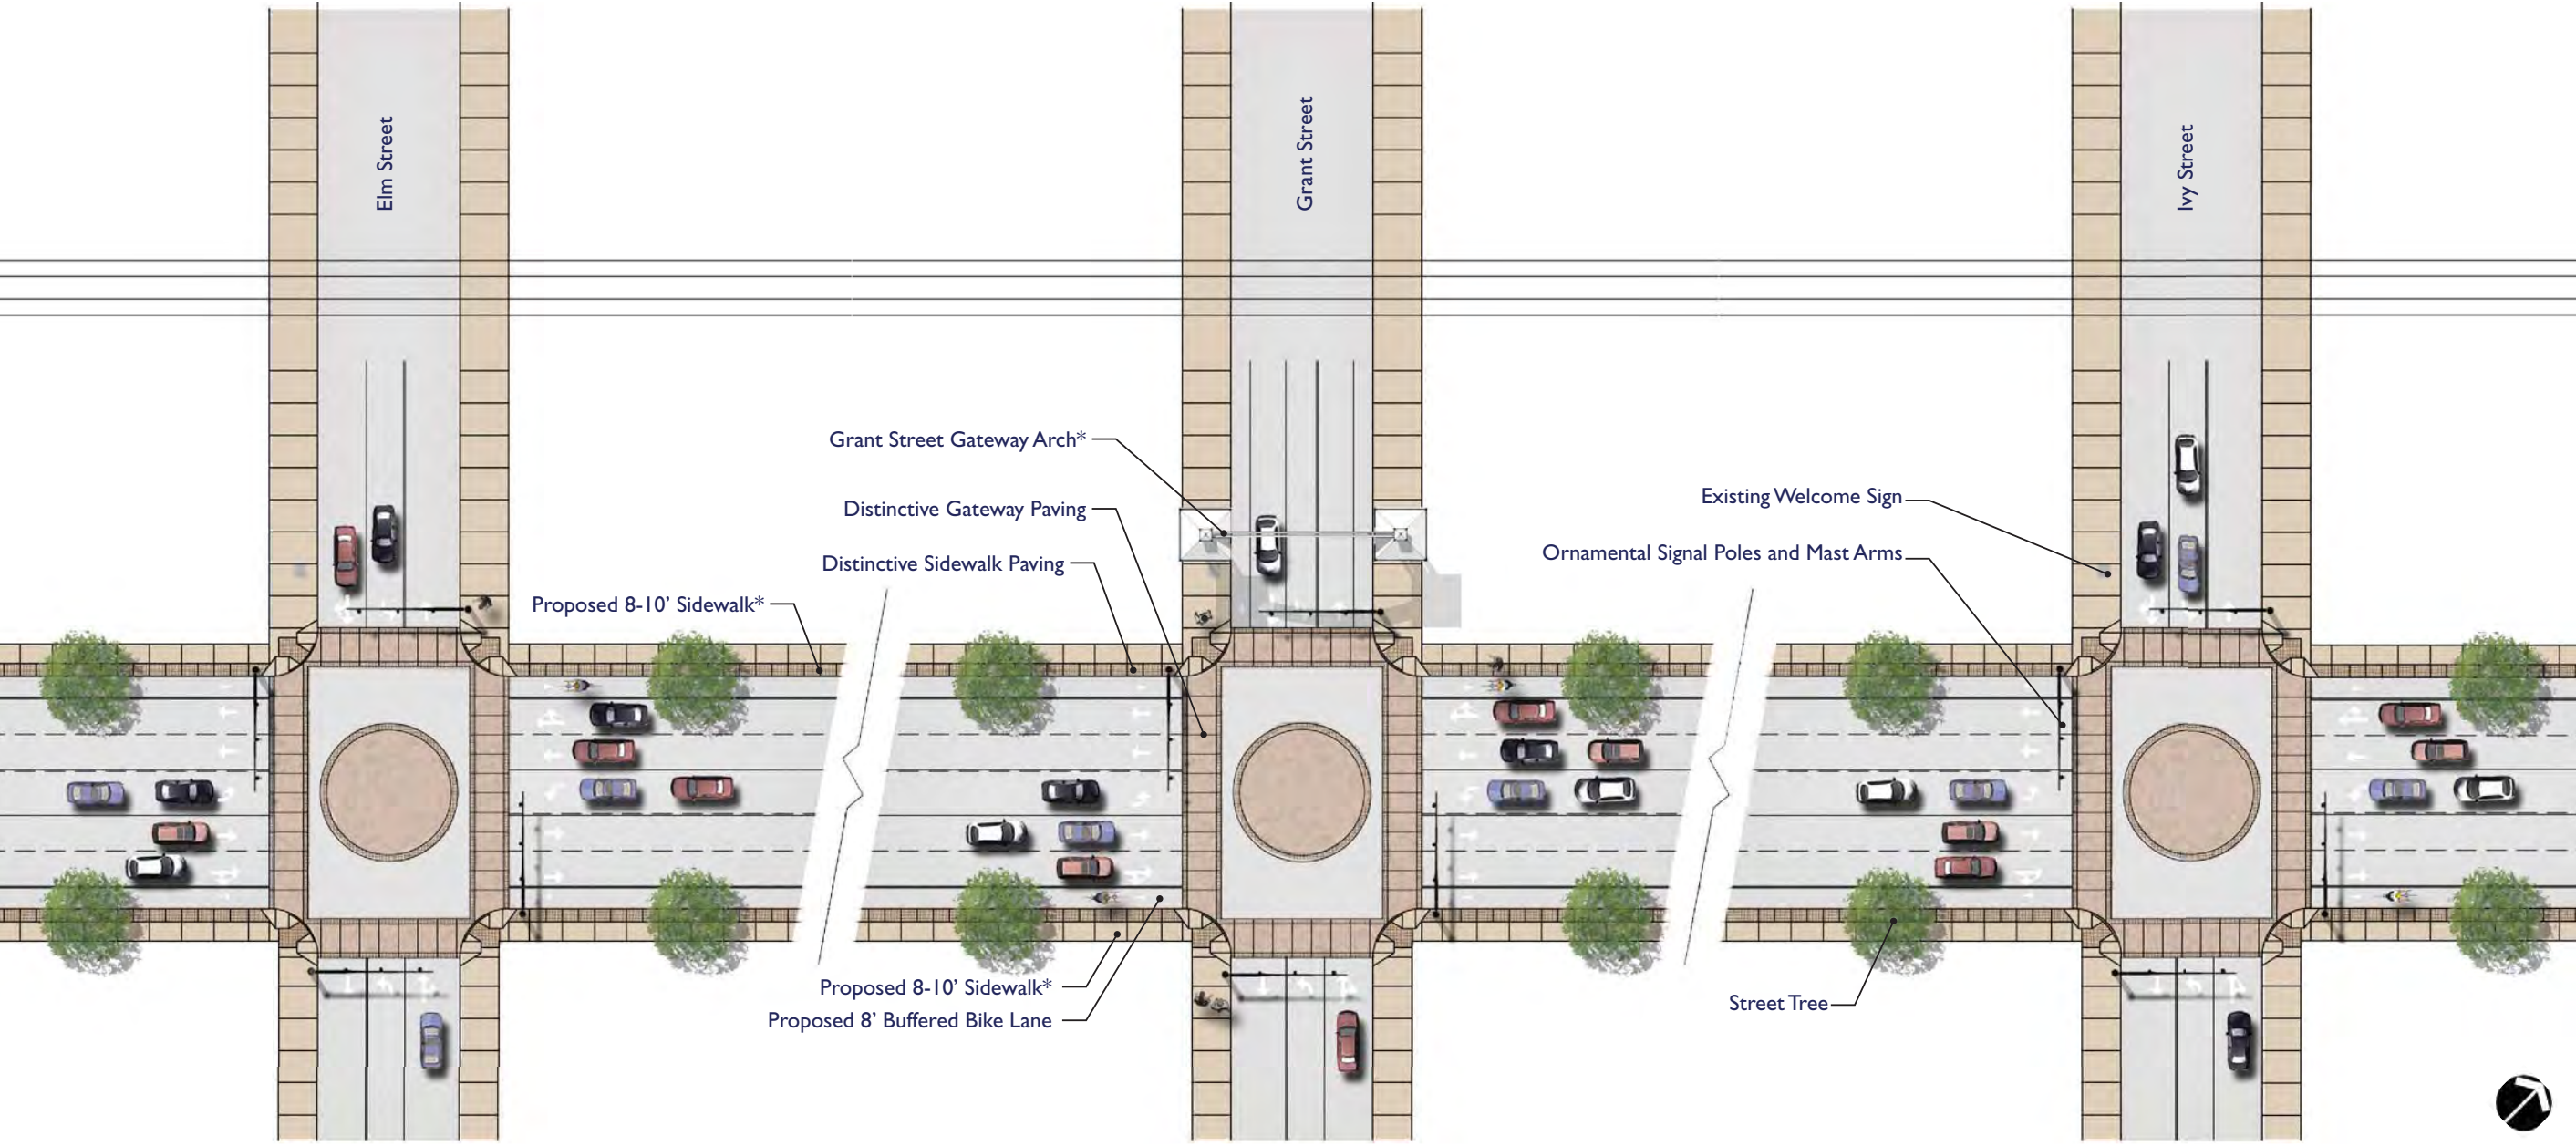 Elm Street
Grant Street
Ivy Street
Grant Street Gateway Arch*
Distinctive Gateway Paving
Distinctive Sidewalk Paving
Proposed 8-10' Sidewalk*
Existing Welcome Sign
Ornamental Signal Poles and Mast Arms
Proposed 8-10' Sidewalk*
Proposed 8' Buffered Bike Lane
Street Tree